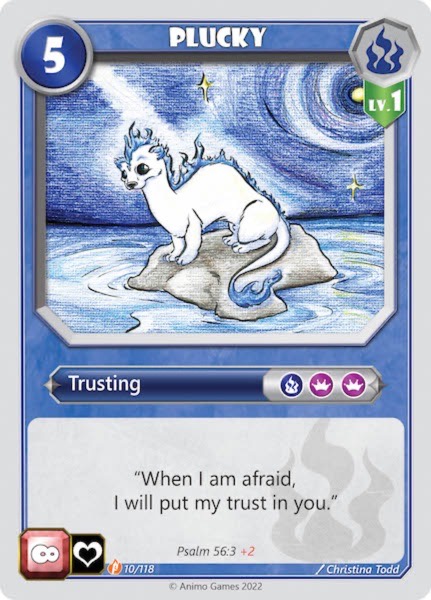 PLUCKY
5
LV.1
Trusting
“When I am afraid,
I will put my trust in you.”
Psalm 56:3 +2
10/118
Christina Todd
© Animo Games 2022